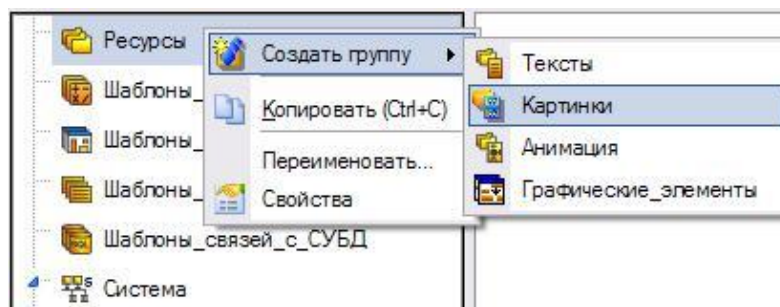 Ресурсы
Шаблоны_
Шаблоны_
Шаблоны_
Шаблоны_связей_с_СУБД
Система
Создать группу
Копировать (Ctrl+C)
Переименовать...
Свойства
Тексты
Картинки
Анимация
Графические_элементы